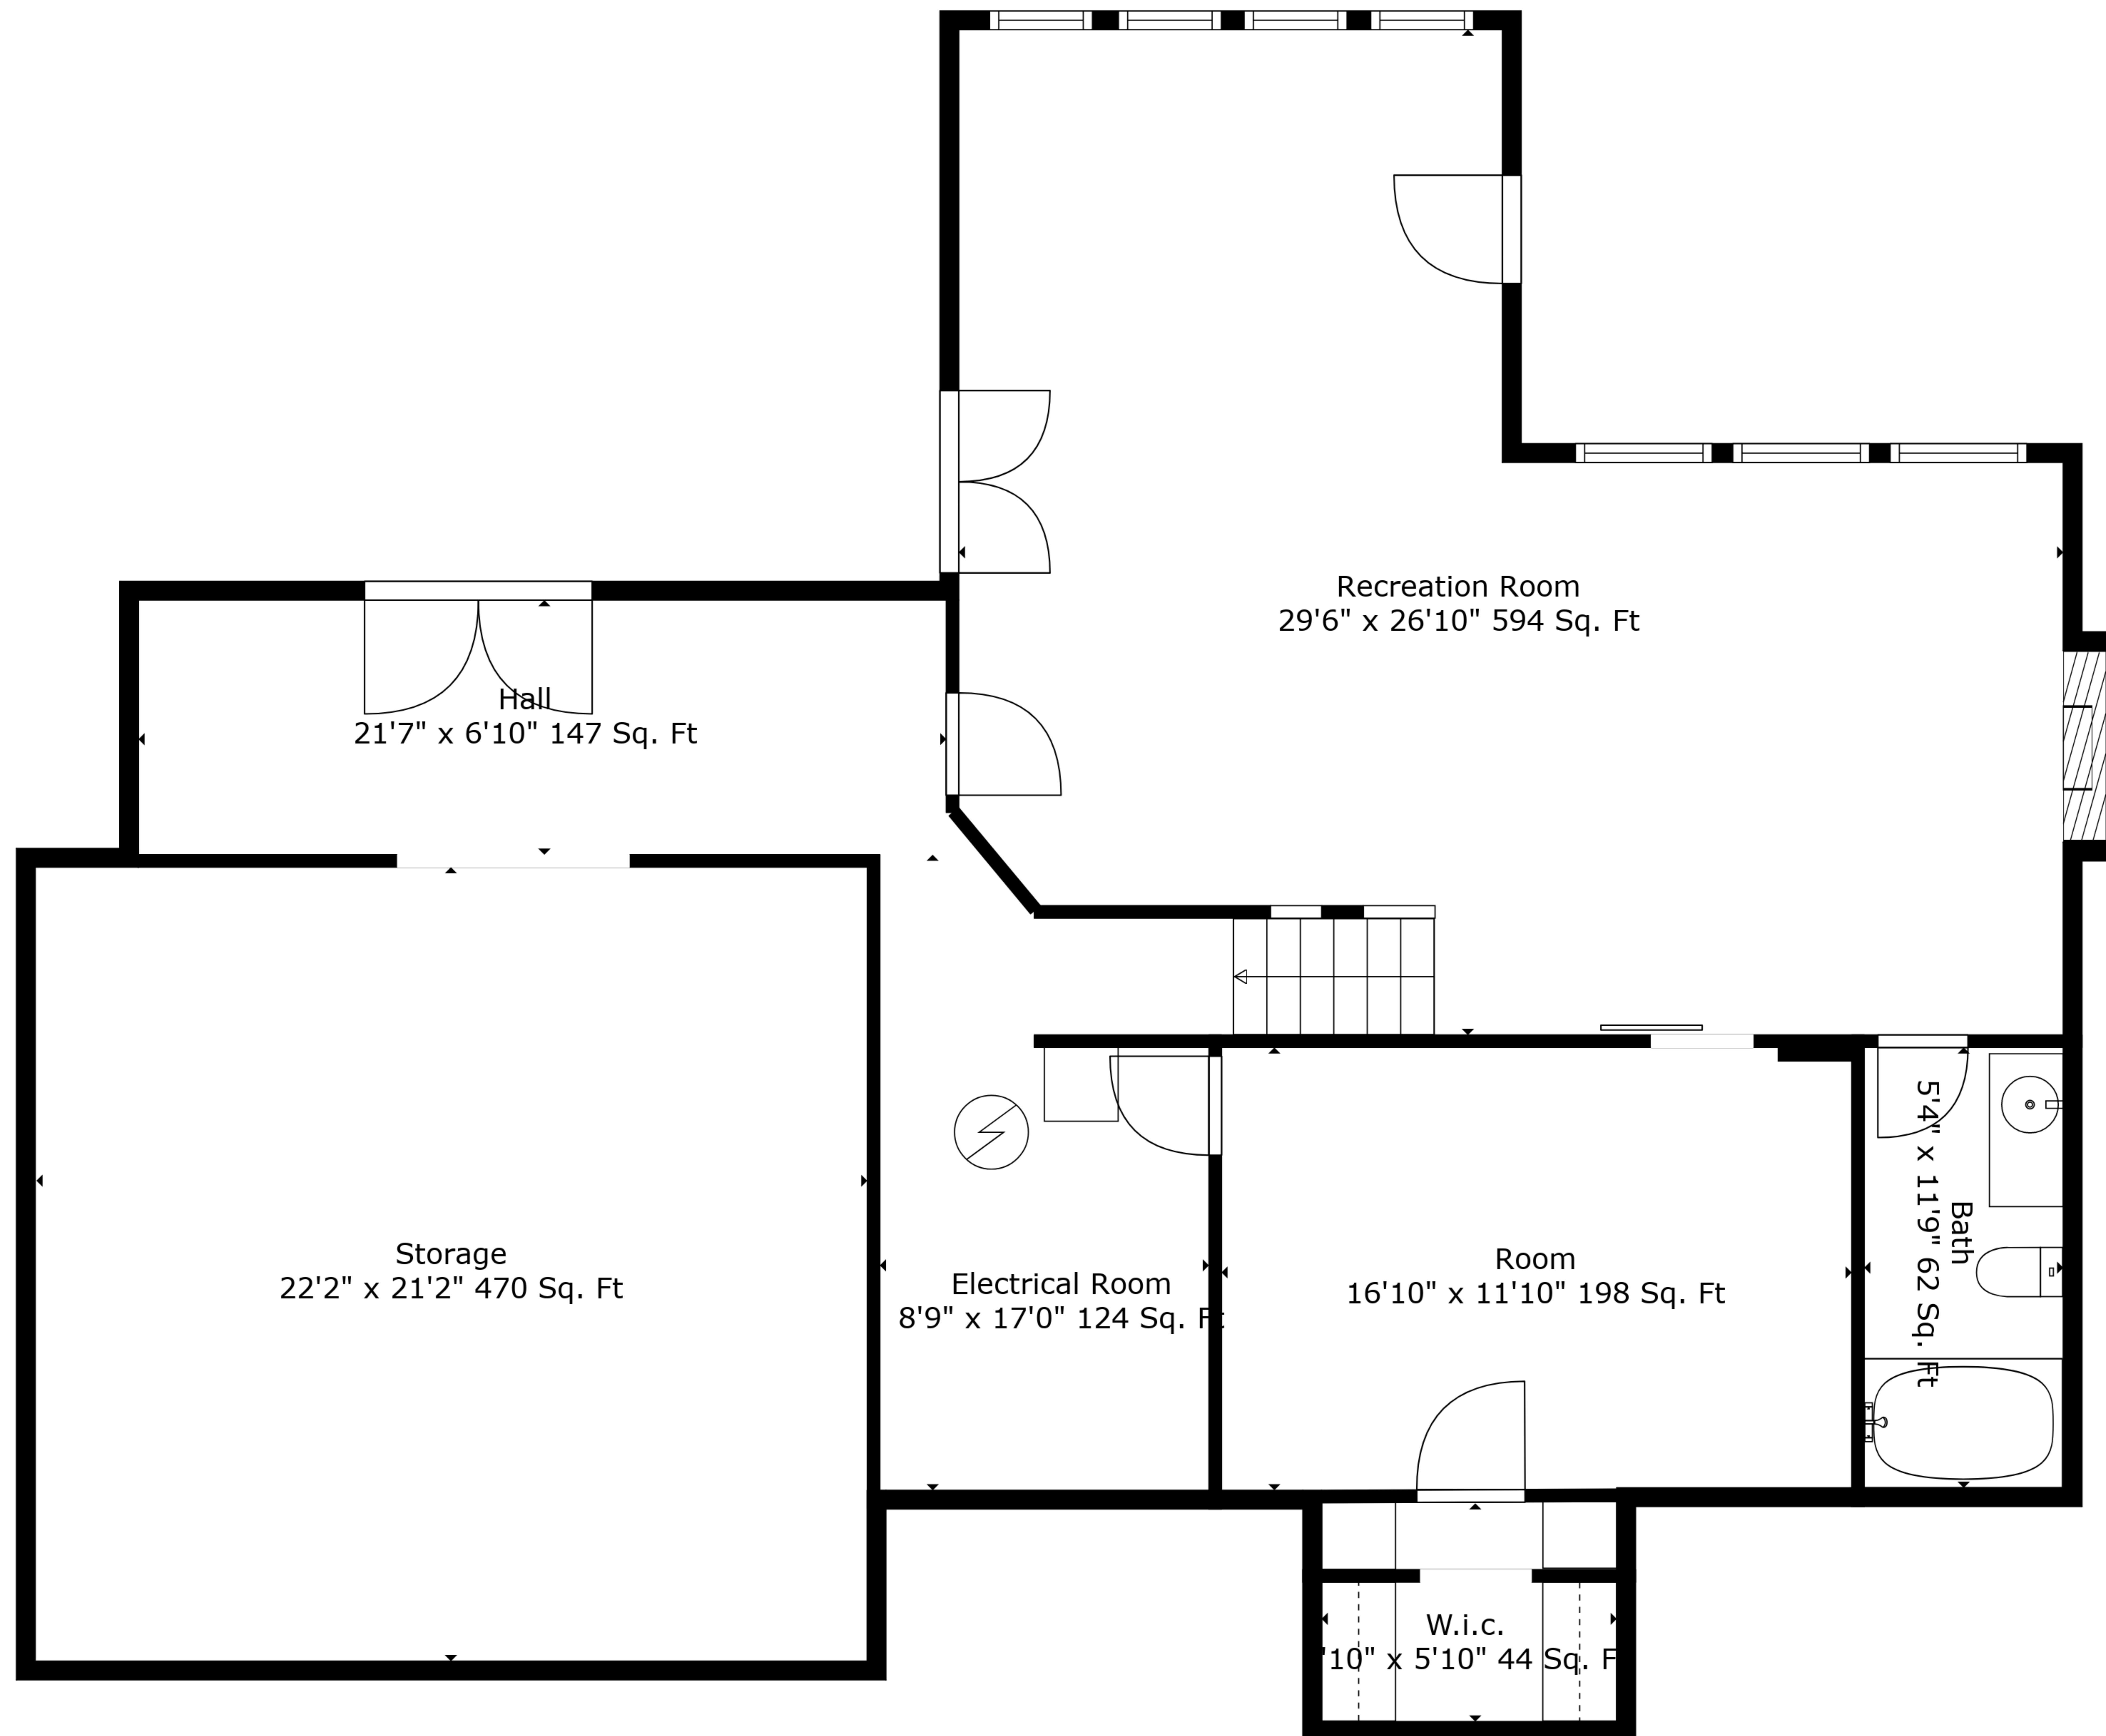 Recreation Room
29'6" x 26'10" 594 Sq. Ft
Hall
21'7" x 6'10" 147 Sq. Ft
Storage
22'2" x 21'2" 470 Sq. Ft
Electrical Room
8'9" x 17'0" 124 Sq. Ft
Room
16'10" x 11'10" 198 Sq. Ft
Bath
5'4" x 11'9" 62 Sq. Ft
W.i.c.
'10" x 5'10" 44 Sq. F